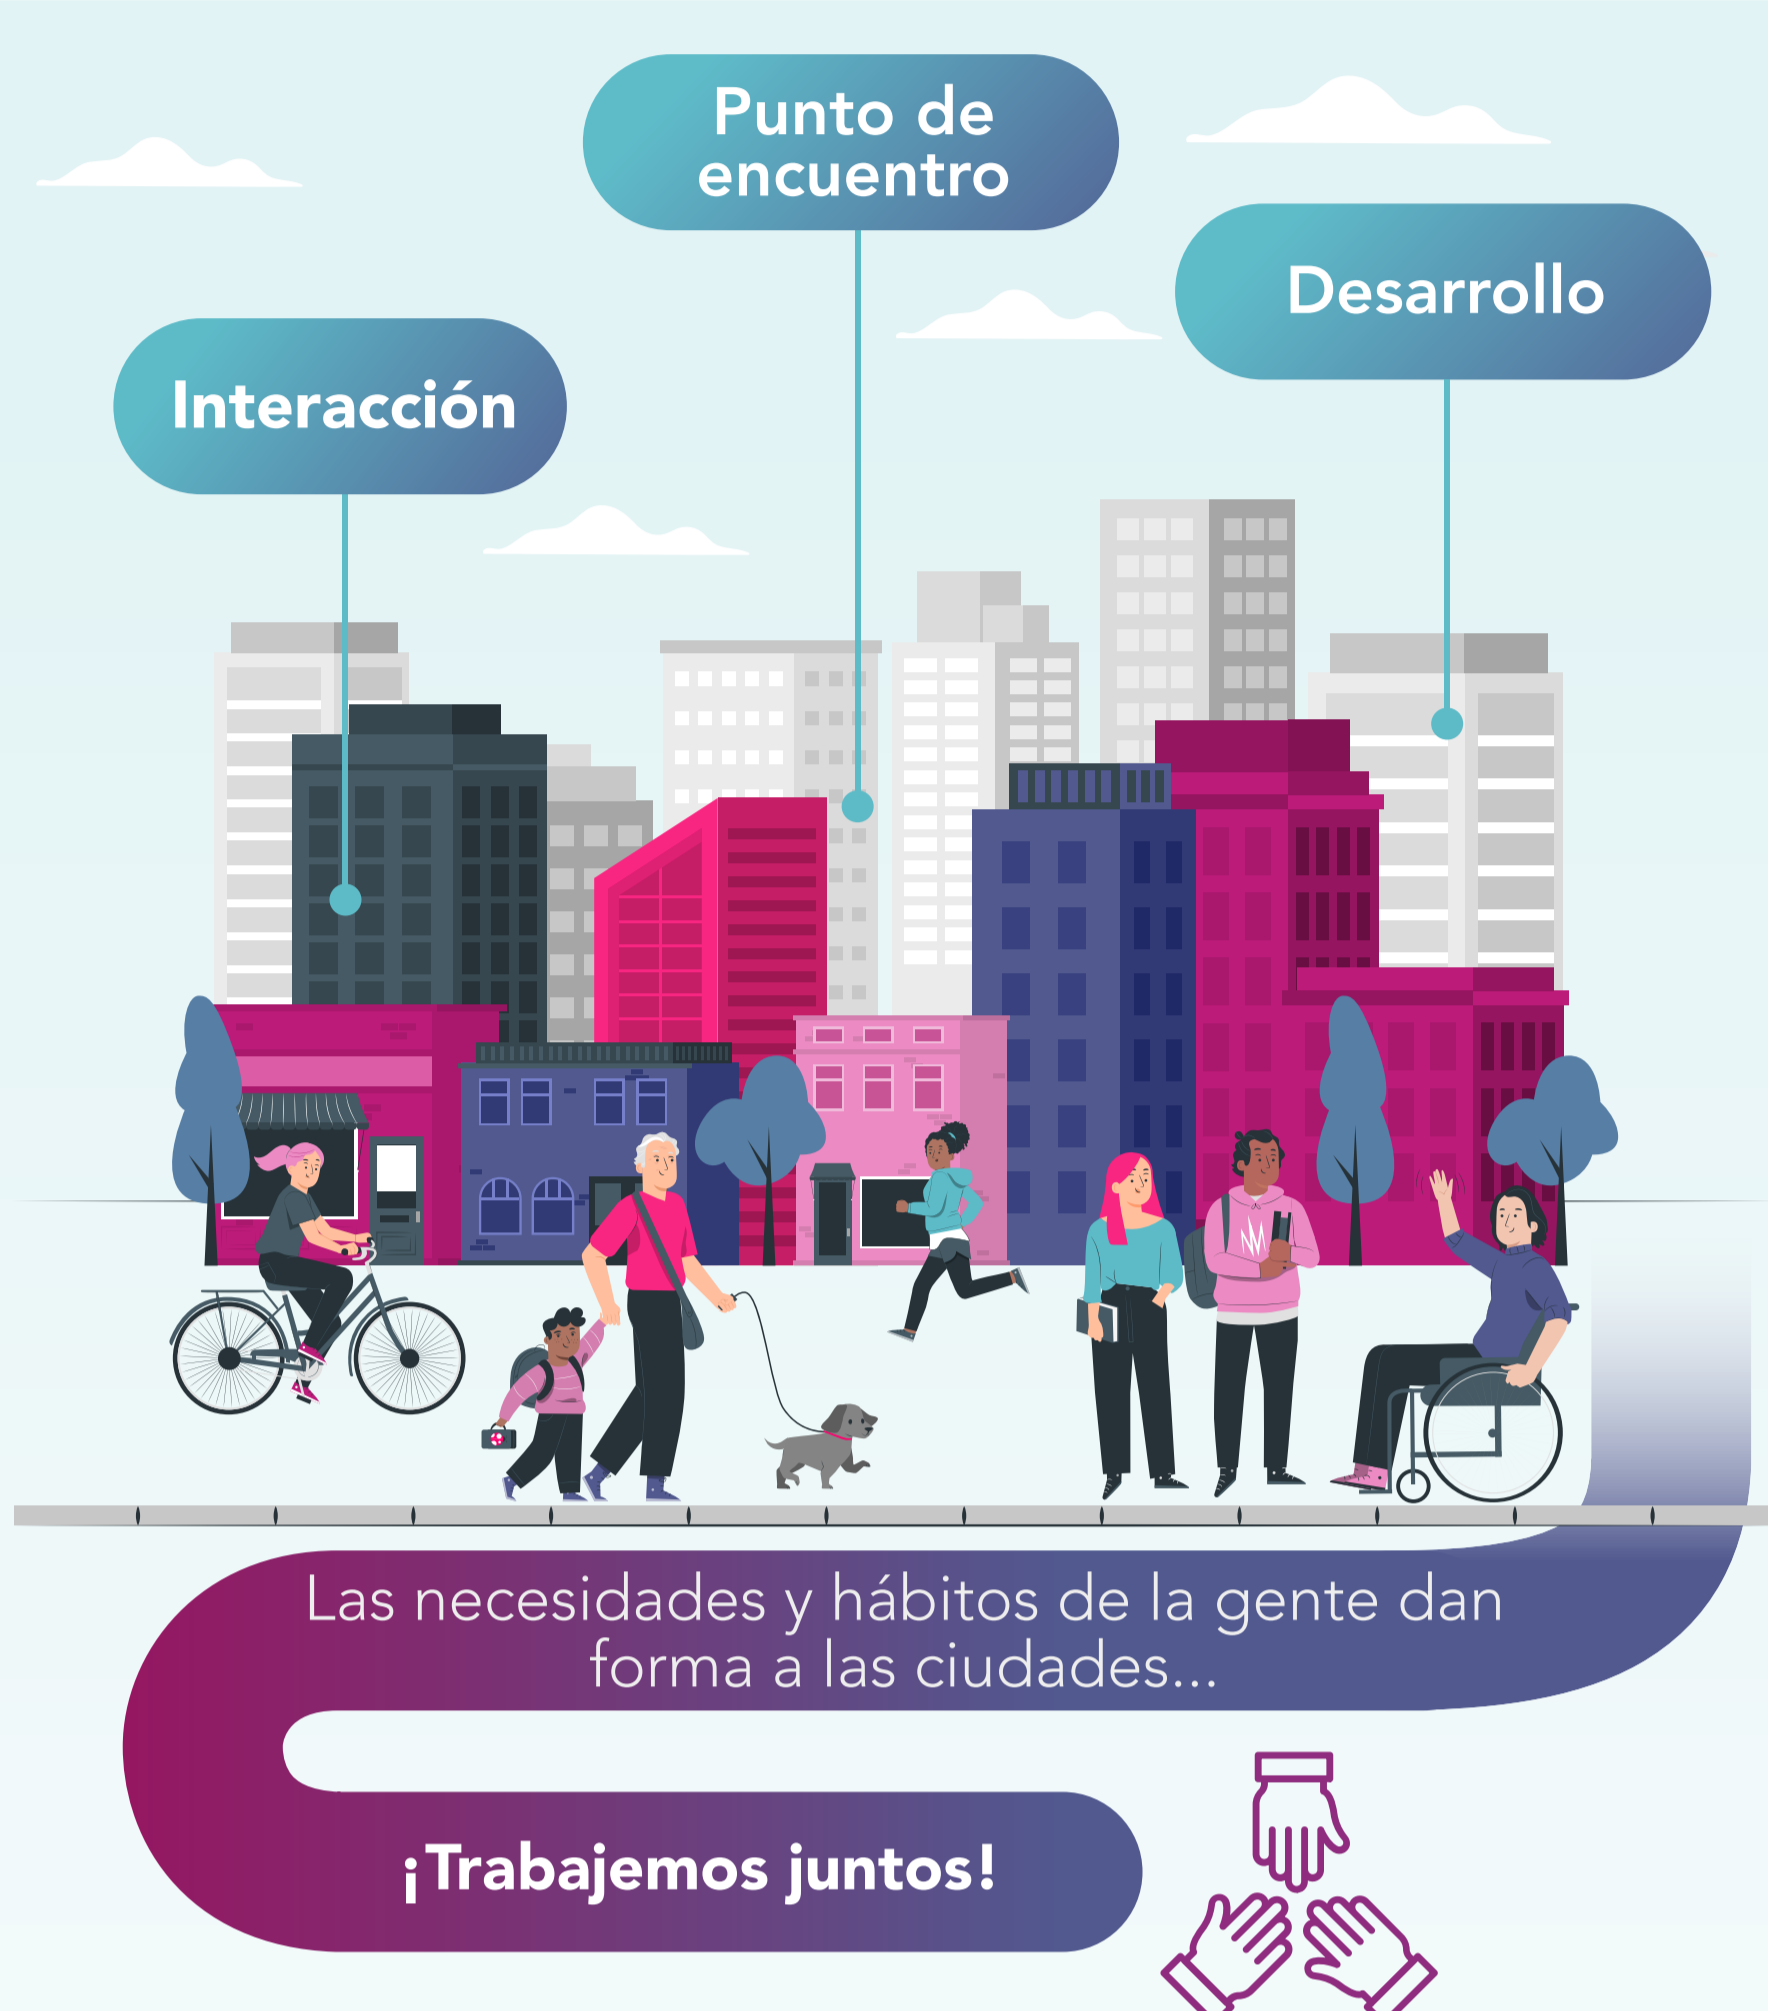 Punto de
encuentro
Desarrollo
Interacción
Las necesidades y hábitos de la gente dan
forma a las ciudades...
¡Trabajemos juntos!